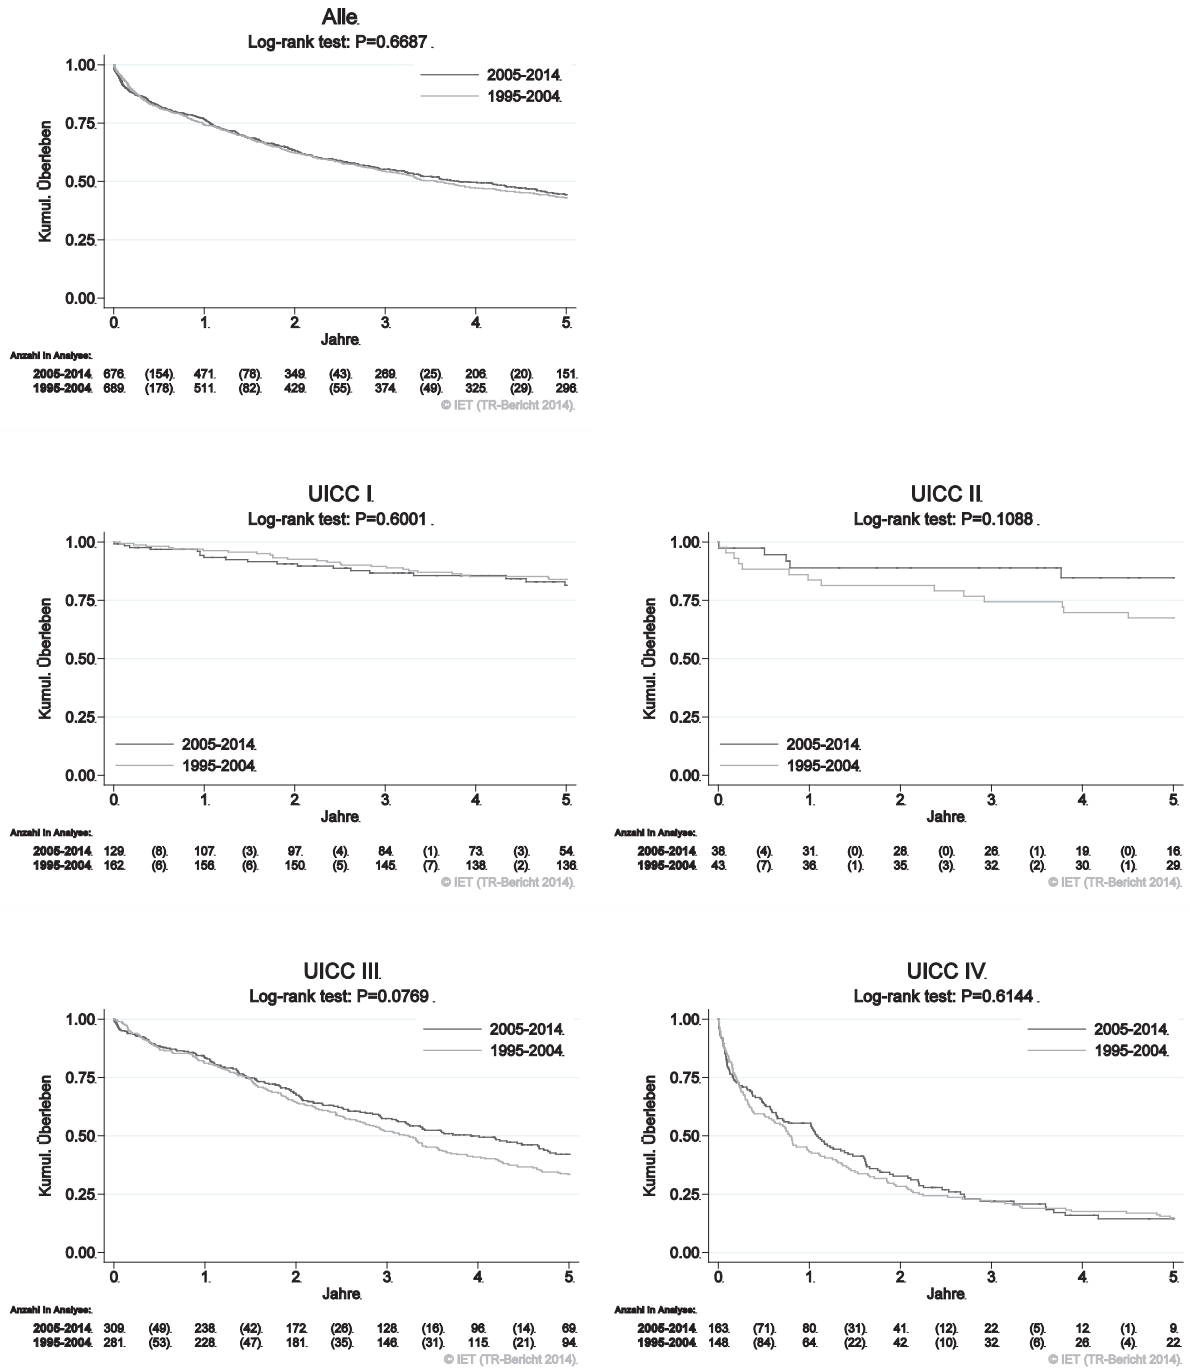 Alle.
Log-rank test: P=0.6687 .
1.00
0.75
0.50
0.25
0.00
Kumul. Überleben
2005-2014.
1995-2004.
0. 1. 2. 3. 4. 5.
Jahre.
Anzahl in Analyse:.
2005-2014. 676. (154). 471. (78). 349. (43). 269. (25). 206. (20). 151.
1995-2004. 689. (178). 511. (82). 429. (55). 374. (49). 325. (29). 296.
© IET (TR-Bericht 2014).
UICC I.
Log-rank test: P=0.6001 .
1.00
0.75
0.50
0.25
0.00
Kumul. Überleben
2005-2014.
1995-2004.
0. 1. 2. 3. 4. 5.
Jahre.
Anzahl in Analyse:.
2005-2014. 129. (8). 107. (3). 97. (4). 84. (1). 73. (3). 54.
1995-2004. 162. (6). 156. (6). 150. (5). 145. (7). 138. (2). 136.
© IET (TR-Bericht 2014).
UICC II.
Log-rank test: P=0.1088 .
1.00
0.75
0.50
0.25
0.00
Kumul. Überleben
2005-2014.
1995-2004.
0. 1. 2. 3. 4. 5.
Jahre.
Anzahl in Analyse:.
2005-2014. 38. (4). 31. (0). 28. (0). 26. (1). 19. (0). 16.
1995-2004. 43. (7). 36. (1). 35. (3). 32. (2). 30. (1). 29.
© IET (TR-Bericht 2014).
UICC III.
Log-rank test: P=0.0769 .
1.00
0.75
0.50
0.25
0.00
Kumul. Überleben
2005-2014.
1995-2004.
0. 1. 2. 3. 4. 5.
Jahre.
Anzahl in Analyse:.
2005-2014. 309. (49). 238. (42). 172. (26). 128. (16). 96. (14). 69.
1995-2004. 281. (53). 228. (47). 181. (35). 146. (31). 115. (21). 94.
© IET (TR-Bericht 2014).
UICC IV.
Log-rank test: P=0.6144 .
1.00
0.75
0.50
0.25
0.00
Kumul. Überleben
2005-2014.
1995-2004.
0. 1. 2. 3. 4. 5.
Jahre.
Anzahl in Analyse:.
2005-2014. 163. (71). 80. (31). 41. (12). 22. (5). 12. (1). 9.
1995-2004. 148. (84). 64. (22). 42. (10). 32. (6). 26. (4). 22.
© IET (TR-Bericht 2014).